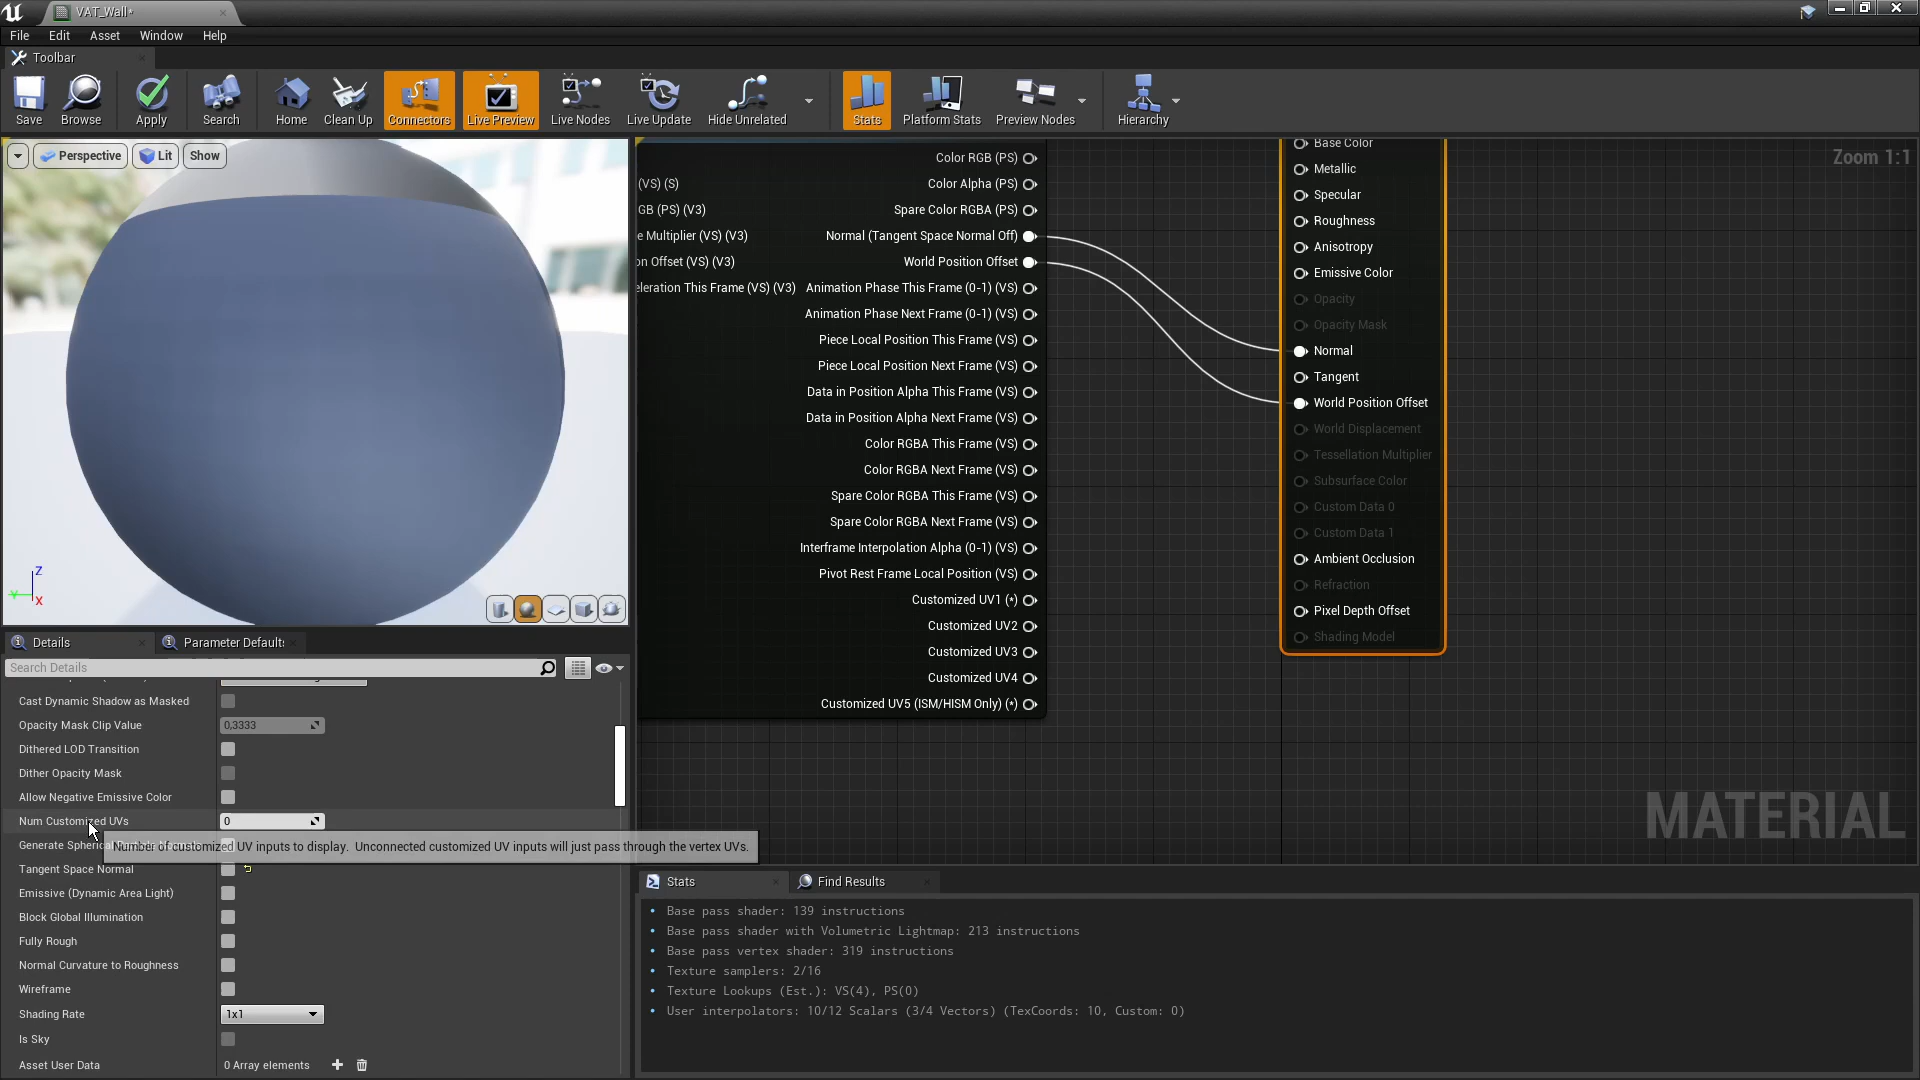 VAT_Wall*
File Edit Asset Window Help
Toolbar
Save Browse Apply Search Home Clean Up Connectors Live Preview Live Nodes Live Update Hide Unrelated Stats Platform Stats Preview Nodes Hierarchy
Perspective Lit Show
Zoom 1:1
Z
Y
X
Color RGB (PS)
(VS) (S) Color Alpha (PS)
GB (PS) (V3) Spare Color RGBA (PS)
e Multiplier (VS) (V3) Normal (Tangent Space Normal Off)
on Offset (VS) (V3) World Position Offset
eleration This Frame (VS) (V3) Animation Phase This Frame (0-1) (VS)
Animation Phase Next Frame (0-1) (VS)
Piece Local Position This Frame (VS)
Piece Local Position Next Frame (VS)
Data in Position Alpha This Frame (VS)
Data in Position Alpha Next Frame (VS)
Color RGBA This Frame (VS)
Color RGBA Next Frame (VS)
Spare Color RGBA This Frame (VS)
Spare Color RGBA Next Frame (VS)
Interframe Interpolation Alpha (0-1) (VS)
Pivot Rest Frame Local Position (VS)
Customized UV1 (*)
Customized UV2
Customized UV3
Customized UV4
Customized UV5 (ISM/HISM Only) (*)
Base Color
Metallic
Specular
Roughness
Anisotropy
Emissive Color
Opacity
Opacity Mask
Normal
Tangent
World Position Offset
World Displacement
Tessellation Multiplier
Subsurface Color
Custom Data 0
Custom Data 1
Ambient Occlusion
Refraction
Pixel Depth Offset
Shading Model
MATERIAL
Details Parameter Defaults
Search Details
Cast Dynamic Shadow as Masked
Opacity Mask Clip Value 0,3333
Dithered LOD Transition
Dither Opacity Mask
Allow Negative Emissive Color
Num Customized UVs 0
Generate Spherical
Number of customized UV inputs to display. Unconnected customized UV inputs will just pass through the vertex UVs.
Tangent Space Normal
Emissive (Dynamic Area Light)
Block Global Illumination
Fully Rough
Normal Curvature to Roughness
Wireframe
Shading Rate 1x1
Is Sky
Asset User Data 0 Array elements
Stats Find Results
• Base pass shader: 139 instructions
• Base pass shader with Volumetric Lightmap: 213 instructions
• Base pass vertex shader: 319 instructions
• Texture samplers: 2/16
• Texture Lookups (Est.): VS(4), PS(0)
• User interpolators: 10/12 Scalars (3/4 Vectors) (TexCoords: 10, Custom: 0)